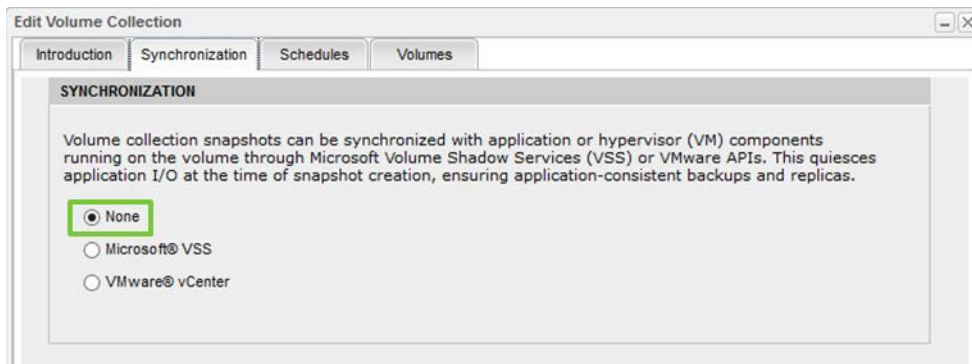 Edit Volume Collection
Introduction Synchronization Schedules Volumes
SYNCHRONIZATION
Volume collection snapshots can be synchronized with application or hypervisor (VM) components
running on the volume through Microsoft Volume Shadow Services (VSS) or VMware APIs. This quiesces
application I/O at the time of snapshot creation, ensuring application-consistent backups and replicas.
None
Microsoft® VSS
VMware® vCenter